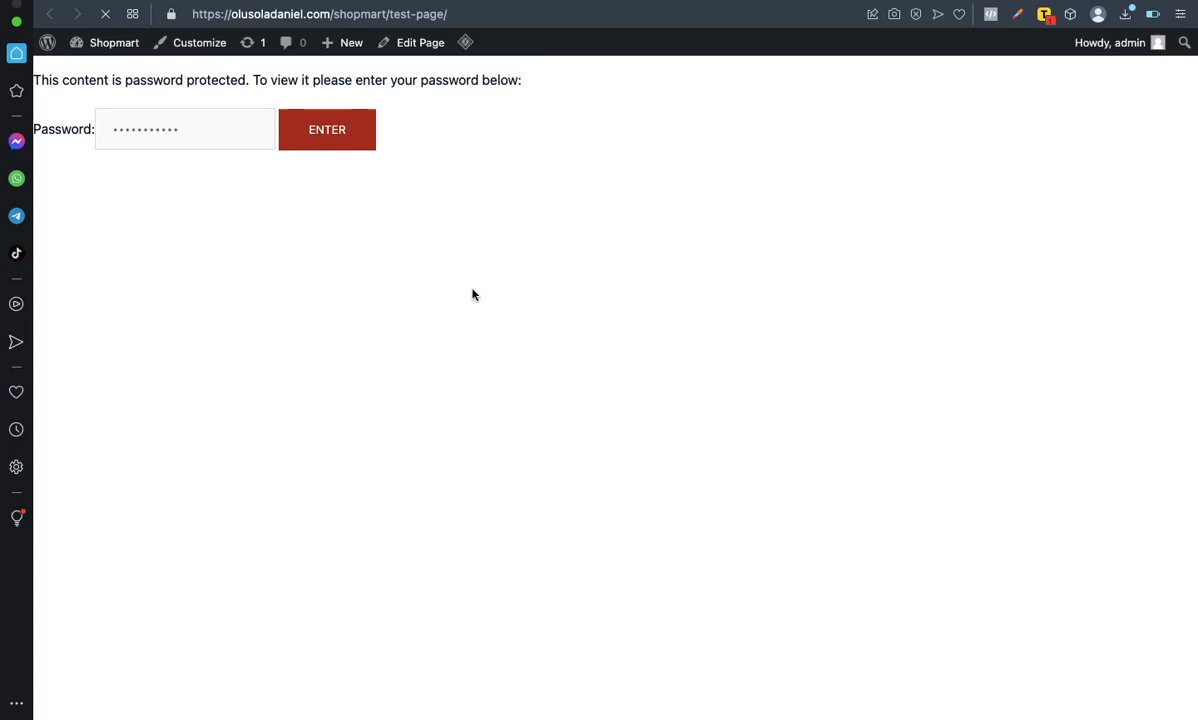 https://olusoladaniel.com/shopmart/test-page/
T 1
Shopmart Customize 1 0 New Edit Page Howdy, admin
This content is password protected. To view it please enter your password below:
Password: ••••••••••• ENTER